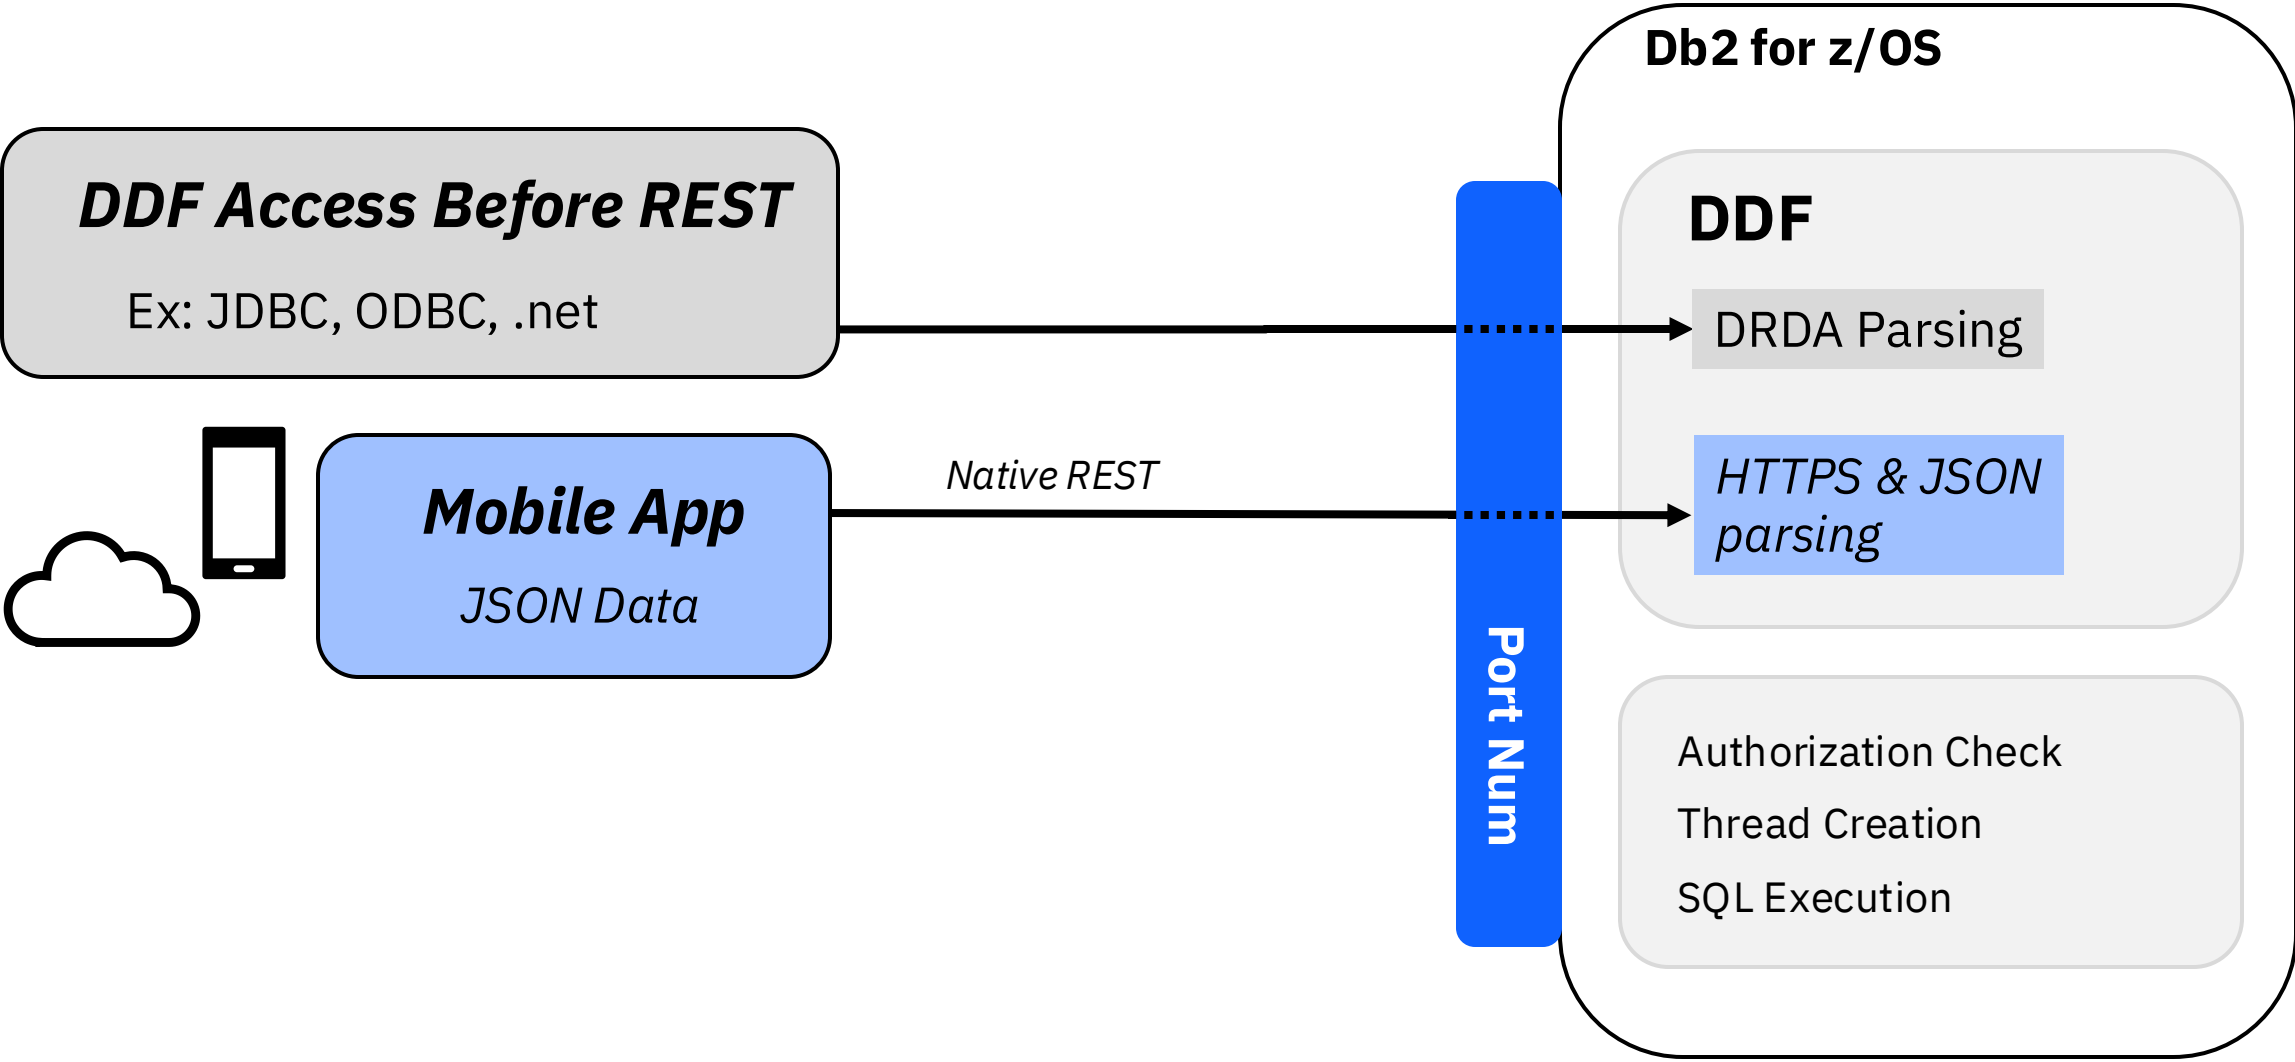 Db2 for z/OS
DDF Access Before REST
Ex: JDBC, ODBC, .net
DDF
DRDA Parsing
Mobile App
JSON Data
Native REST
HTTPS & JSON
parsing
Port Num
Authorization Check
Thread Creation
SQL Execution